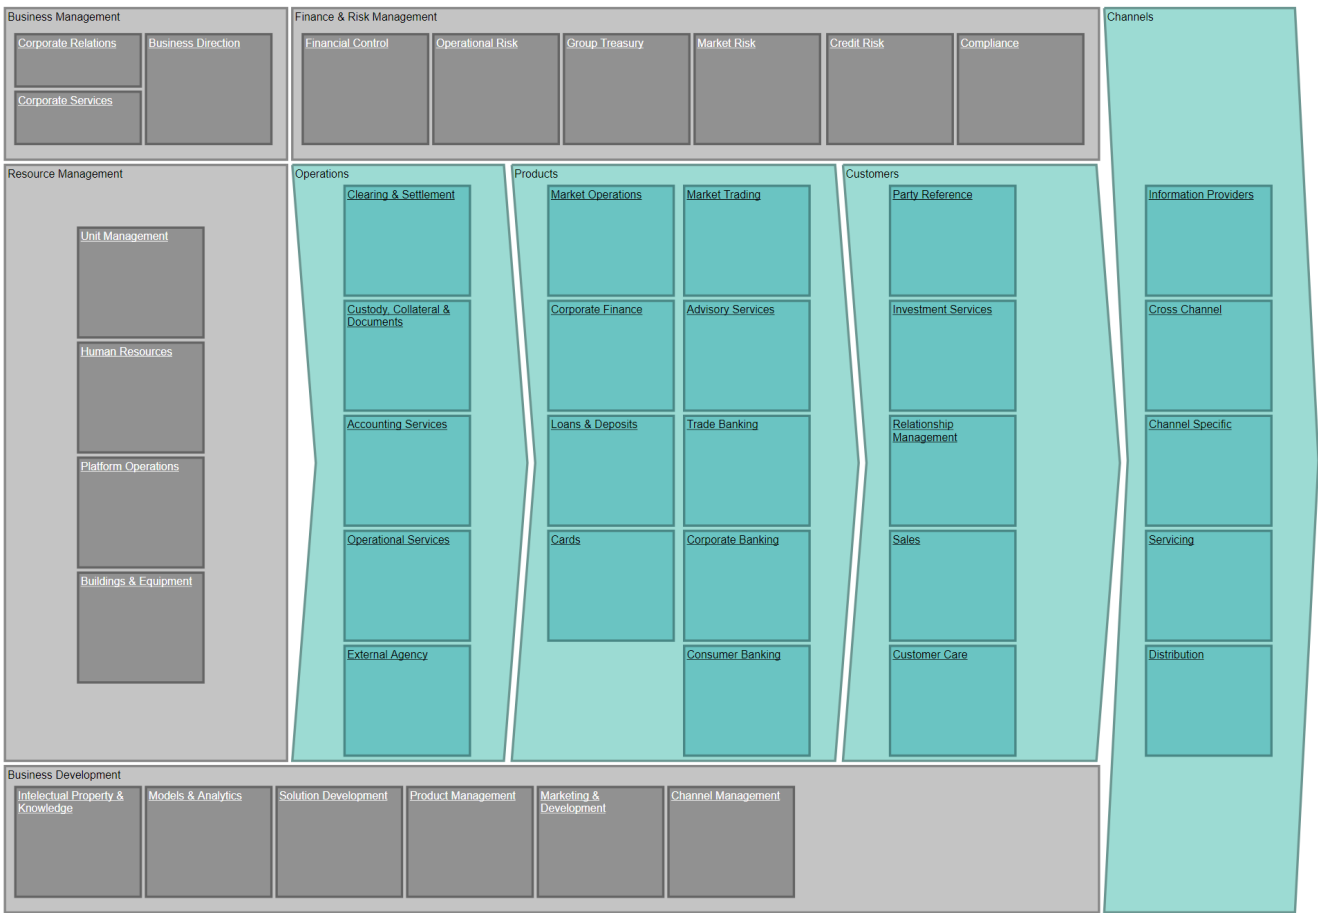 Business Management
Corporate Relations
Business Direction
Corporate Services
Finance & Risk Management
Financial Control
Operational Risk
Group Treasury
Market Risk
Credit Risk
Compliance
Channels
Information Providers
Cross Channel
Channel Specific
Servicing
Distribution
Resource Management
Unit Management
Human Resources
Platform Operations
Buildings & Equipment
Operations
Clearing & Settlement
Custody, Collateral &
Documents
Accounting Services
Operational Services
External Agency
Products
Market Operations
Market Trading
Corporate Finance
Advisory Services
Loans & Deposits
Trade Banking
Cards
Corporate Banking
Consumer Banking
Customers
Party Reference
Investment Services
Relationship
Management
Sales
Customer Care
Business Development
Intelectual Property &
Knowledge
Models & Analytics
Solution Development
Product Management
Marketing &
Development
Channel Management